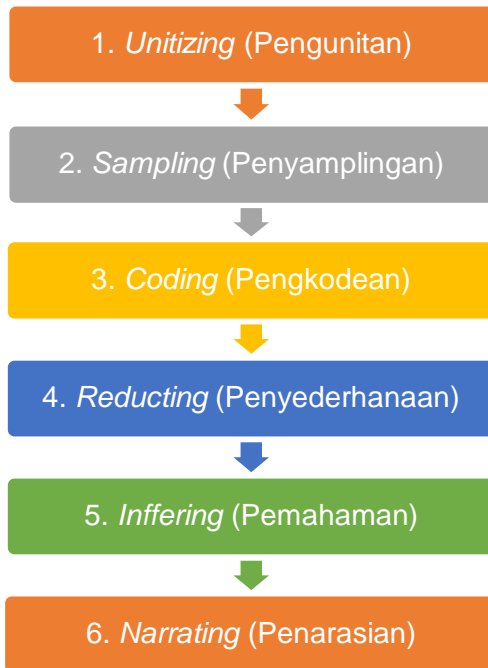 1. Unitizing (Pengunitan)
2. Sampling (Penyamplingan)
3. Coding (Pengkodean)
4. Reducting (Penyederhanaan)
5. Inffering (Pemahaman)
6. Narrating (Penarasian)